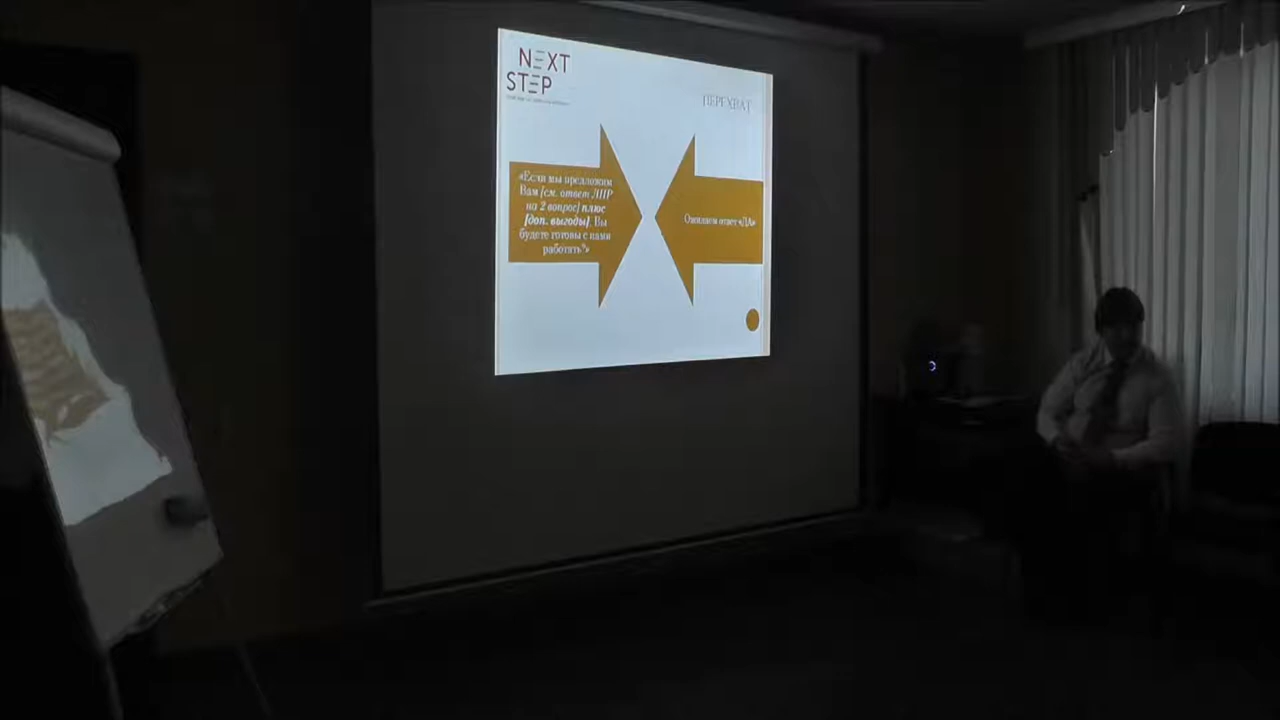 NEXT
STEP
ПЕРЕХВАТ
«Если мы предложим
Вам [см. ответ ЛПР
на 2 вопрос] плюс
[доп. выгоды], Вы
будете готовы с нами
работать?»
Ожидаем ответ «ДА»